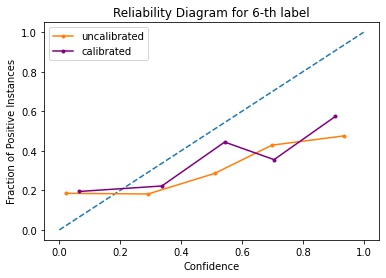 Reliability Diagram for 6-th label
uncalibrated
calibrated
Fraction of Positive Instances
1.0
0.8
0.6
0.4
0.2
0.0
0.0 0.2 0.4 0.6 0.8 1.0
Confidence